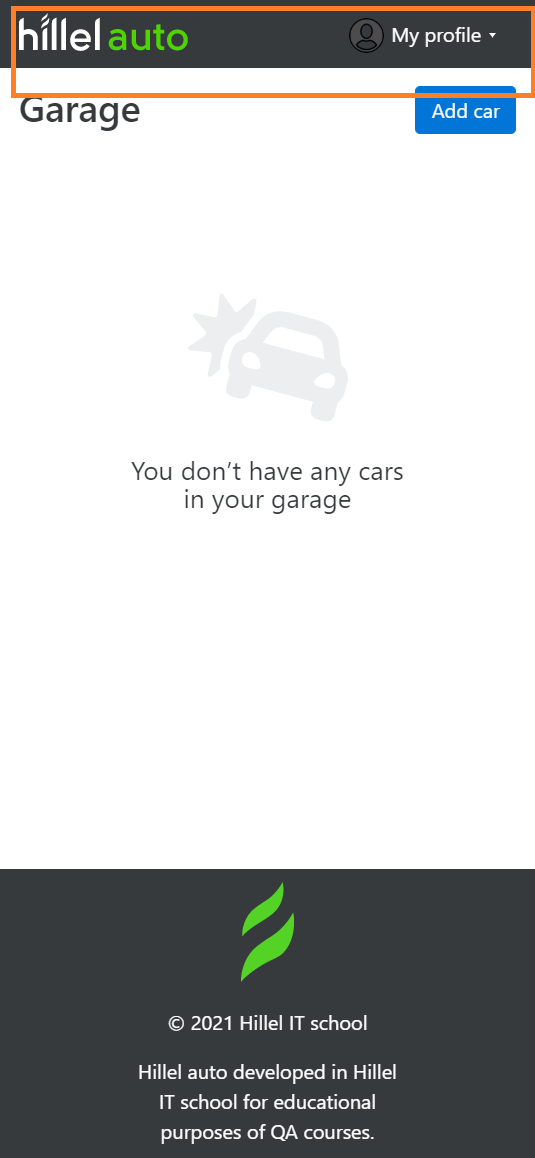 hillel auto
My profile
Garage
Add car
You don’t have any cars
in your garage
© 2021 Hillel IT school
Hillel auto developed in Hillel
IT school for educational
purposes of QA courses.